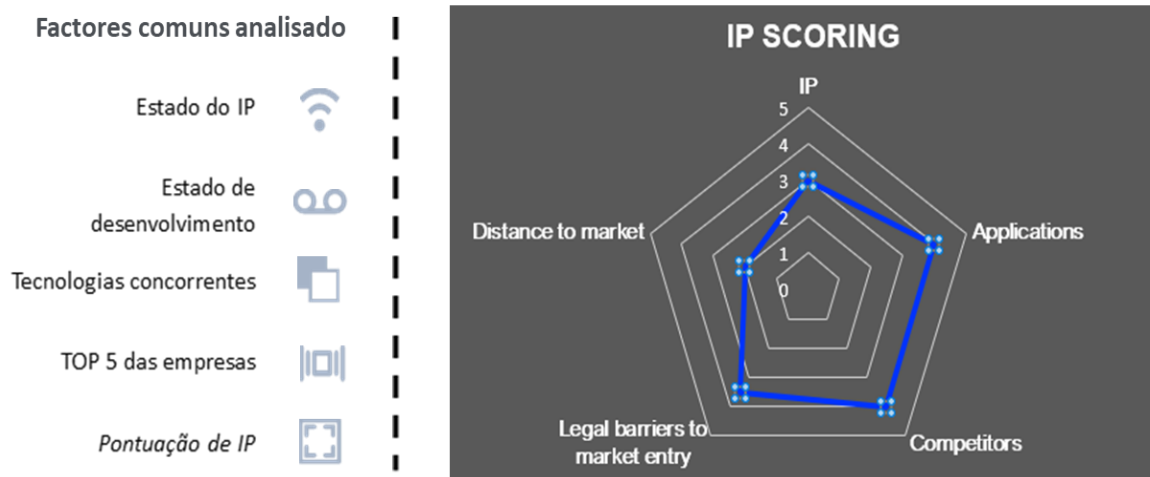 Factores comuns analisado
Estado do IP
Estado de
desenvolvimento
Tecnologias concorrentes
TOP 5 das empresas
Pontuação de IP
IP SCORING
IP
5
4
3
2
1
0
Applications
Competitors
Legal barriers to
market entry
Distance to market